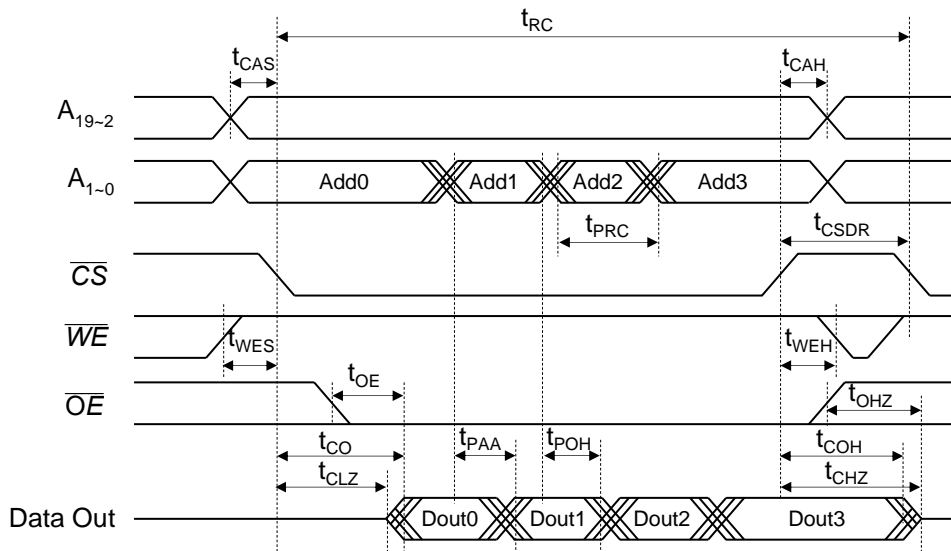 tRC
tCAS tCAH
A19~2
A1~0 Add0 Add1 Add2 Add3
tPRC tCSDR
CS
WE
tWES tWEH
tOE
OE tOHZ
tCO tPAA tPOH tCOH
tCLZ tCHZ
Data Out Dout0 Dout1 Dout2 Dout3